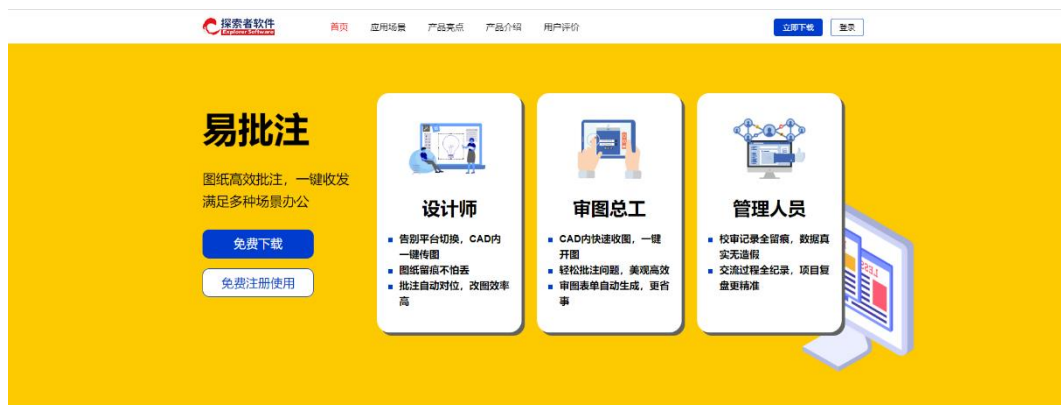 探索者软件
Explorer Software
首页 应用场景 产品亮点 产品介绍 用户评价 立即下载 登录
易批注
图纸高效批注，一键收发
满足多种场景办公
免费下载
免费注册使用
设计师
告别平台切换，CAD内
一键传图
图纸留痕不怕丢
批注自动对位，改图效率
高
审图总工
CAD内快速收图，一键
开图
轻松批注问题，美观高效
审图表单自动生成，更省
事
管理人员
校审记录全留痕，数据真
实无造假
交流过程全纪录，项目复
盘更精准